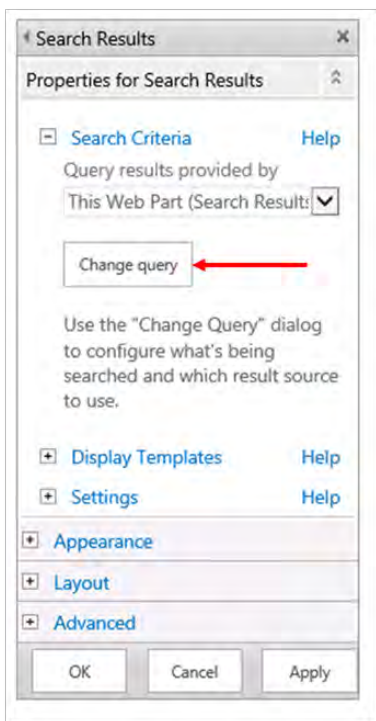 Search Results
Properties for Search Results
Search Criteria Help
Query results provided by
This Web Part (Search Results
Change query
Use the "Change Query" dialog
to configure what's being
searched and which result source
to use.
Display Templates Help
Settings Help
Appearance
Layout
Advanced
OK Cancel Apply